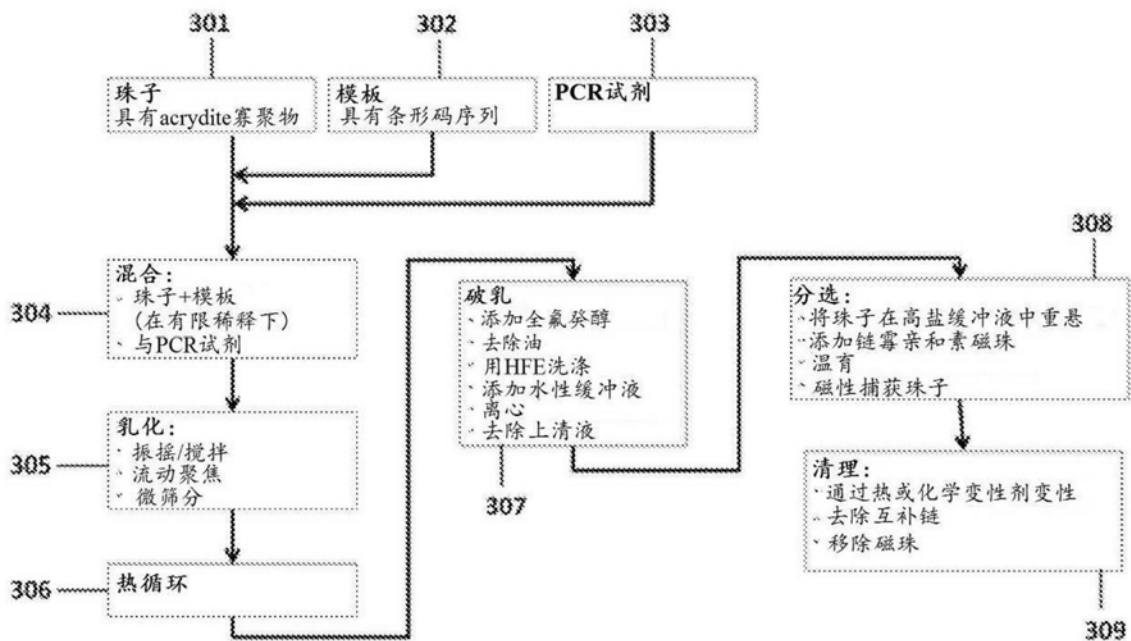 301
302
303
珠子
具有acrydite寡聚物
模板
具有条形码序列
PCR试剂
304
混合:
珠子+模板
(在有限稀释下)
与PCR试剂
305
乳化:
振摇/搅拌
流动聚焦
微筛分
306
热循环
破乳
添加全氟癸醇
去除油
用HFE洗涤
添加水性缓冲液
离心
去除上清液
307
308
分选:
将珠子在高盐缓冲液中重悬
添加链霉亲和素磁珠
温育
磁性捕获珠子
清理:
通过热或化学变性剂变性
去除互补链
移除磁珠
309